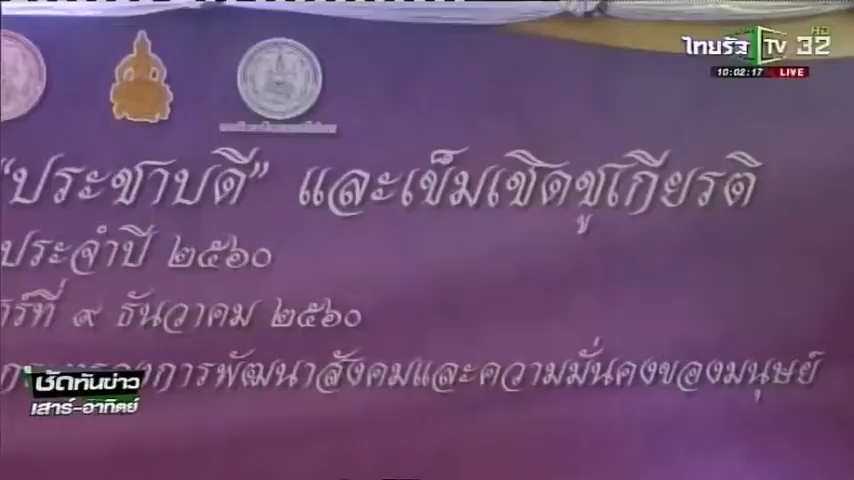 ไทยรัฐ TV 32 HD
10:02:17 LIVE
"ประชาบดี" และเข็มเชิดชูเกียรติ
ประจำปี ๒๕๖๐
ที่ ๙ ธันวาคม ๒๕๖๐
การพัฒนาสังคมและความมั่นคงของมนุษย์
ชัดทันข่าว
เสาร์-อาทิตย์